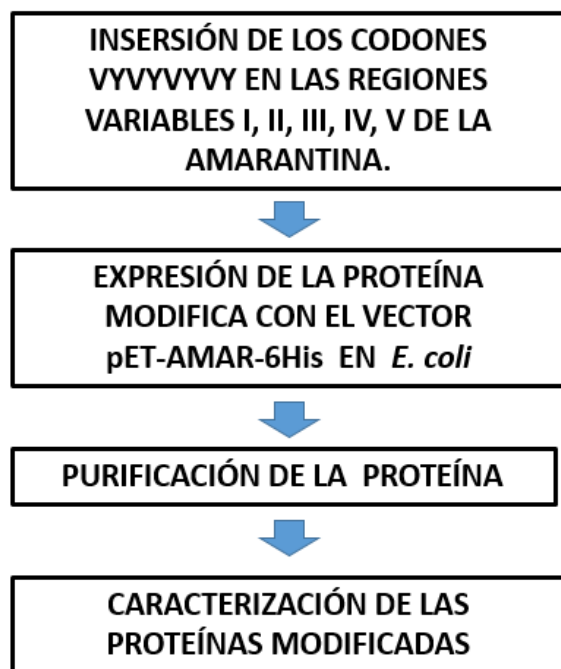 INSERSIÓN DE LOS CODONES
VYVYVYVY EN LAS REGIONES
VARIABLES I, II, III, IV, V DE LA
AMARANTINA.
EXPRESIÓN DE LA PROTEÍNA
MODIFICA CON EL VECTOR
pET-AMAR-6His EN E. coli
PURIFICACIÓN DE LA PROTEÍNA
CARACTERIZACIÓN DE LAS
PROTEÍNAS MODIFICADAS